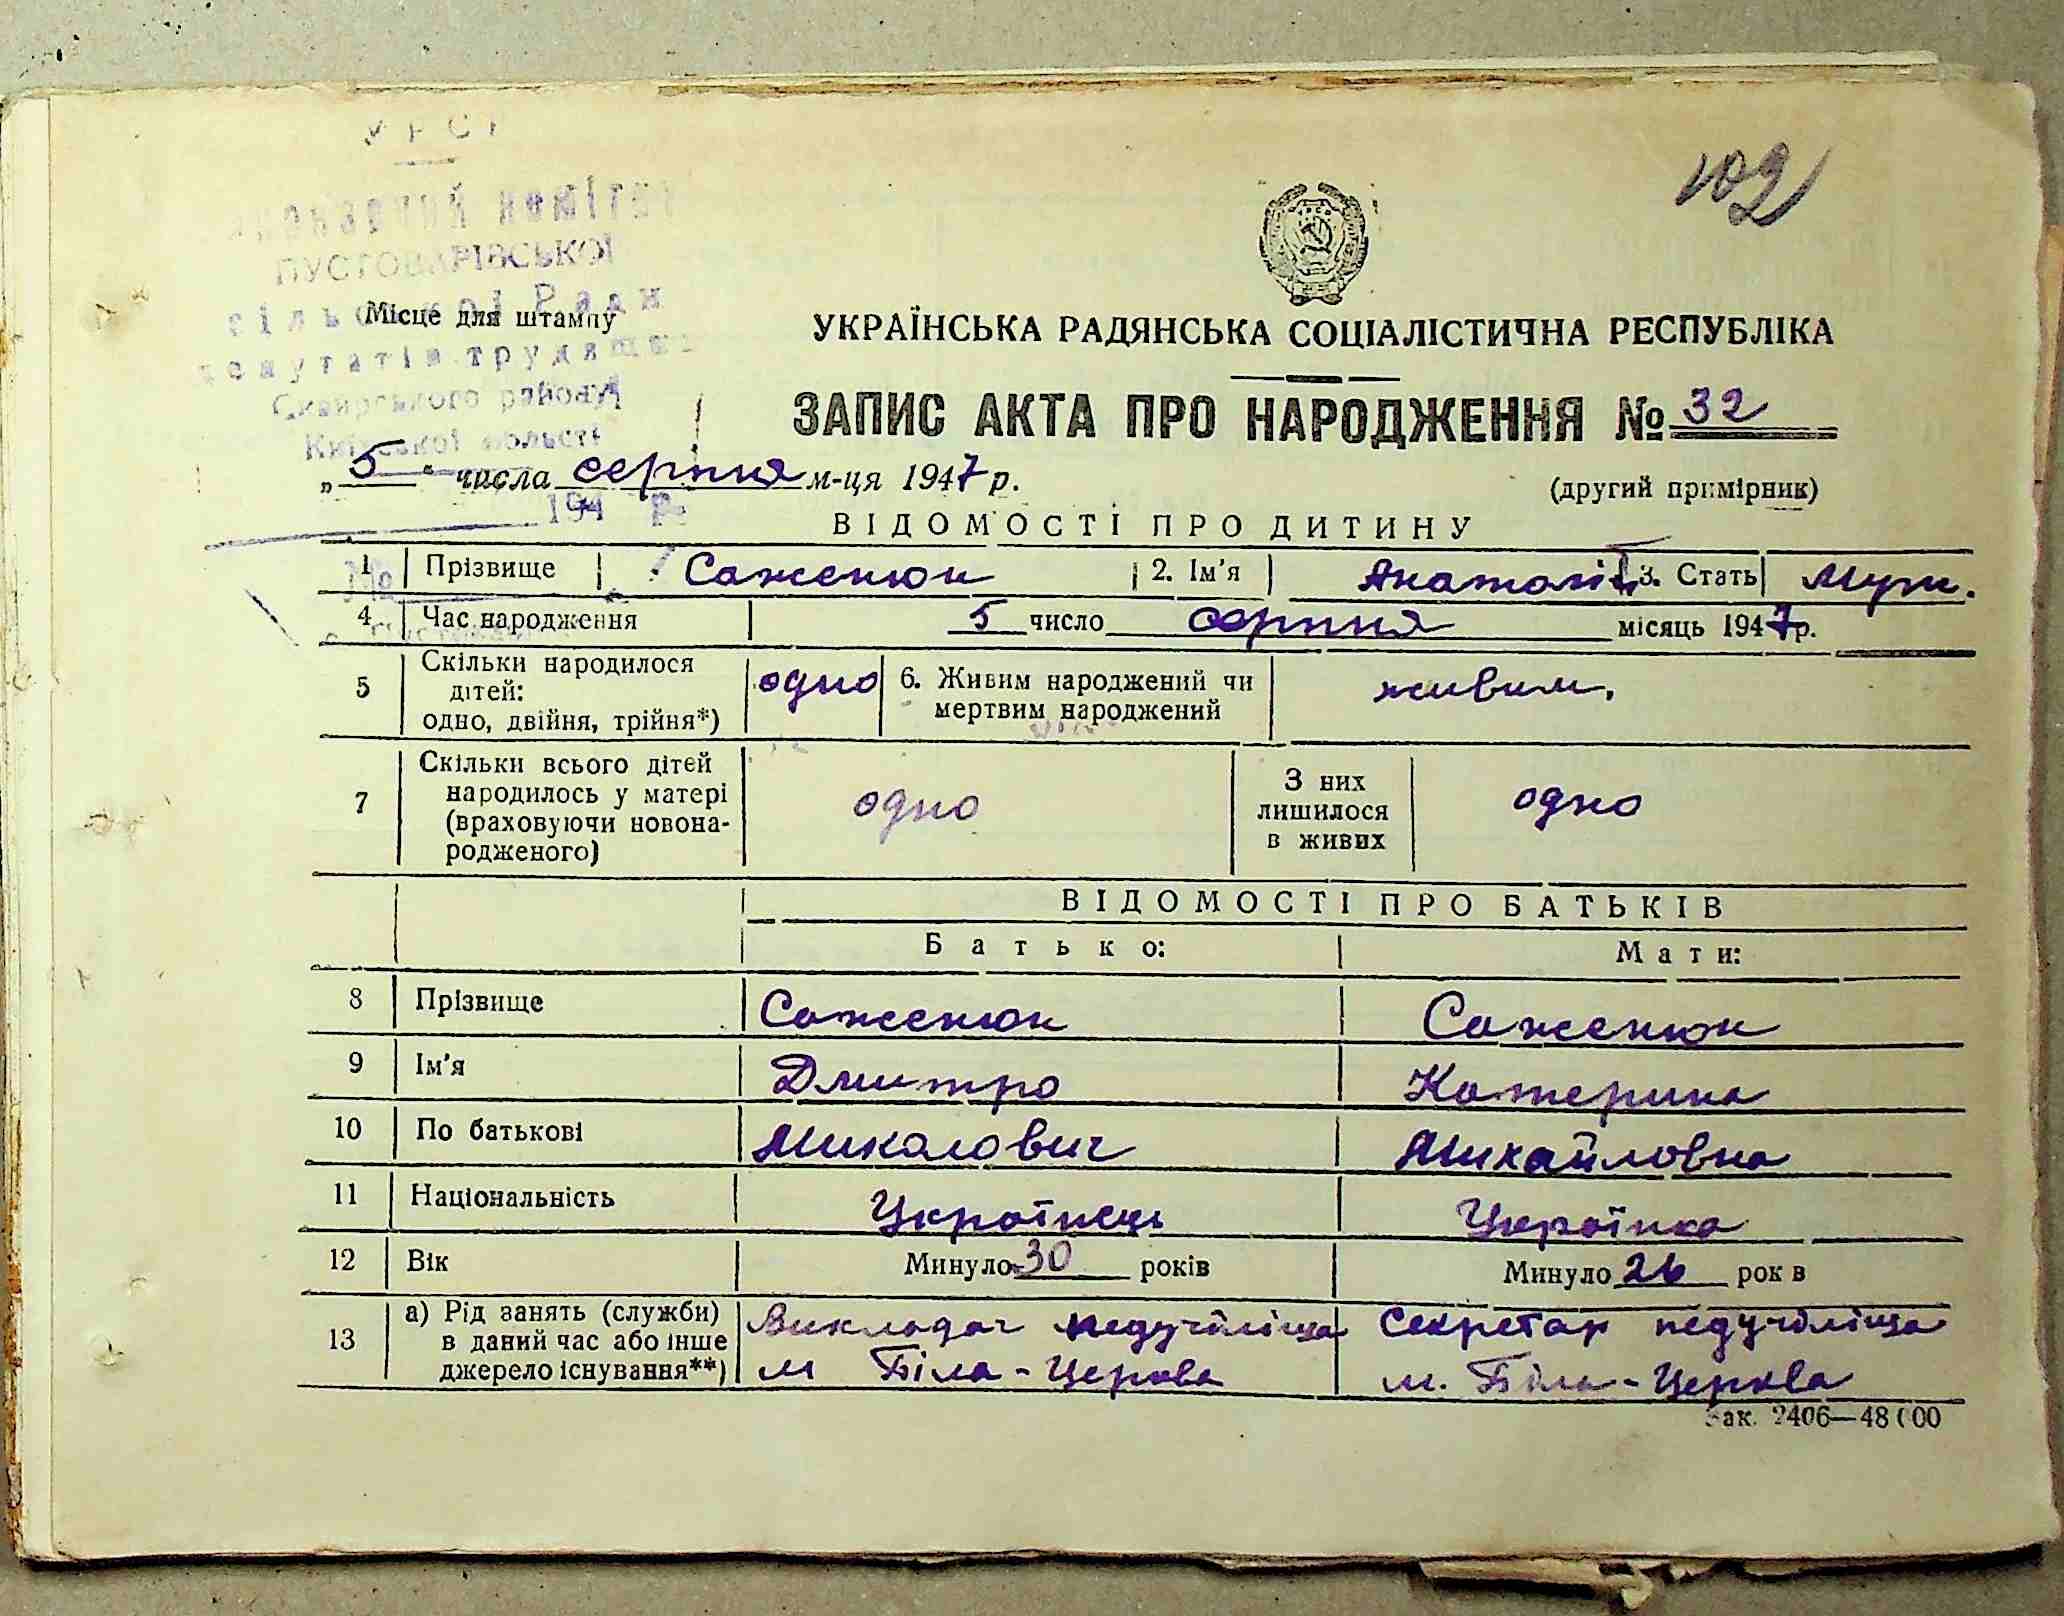 УРСР
102
виконавчий комітет
ПУСТОВАРІВСЬКОЇ
сільської Ради
Місце для штампу
депутатів трудящих
Сквирського району
Київської області
194 р.
УКРАЇНСЬКА РАДЯНСЬКА СОЦІАЛІСТИЧНА РЕСПУБЛІКА
ЗАПИС АКТА ПРО НАРОДЖЕННЯ № 32
„5“ числа серпня м-ця 1947 р.
(другий примірник)
ВІДОМОСТІ ПРО ДИТИНУ
1 Прізвище Саженюк 2. Ім'я Анатолій 3. Стать Муж.
4 Час народження 5 число серпня місяць 1947 р.
5 Скільки народилося дітей: одно, двійня, трійня*) одно 6. Живим народжений чи мертвим народжений живим.
7 Скільки всього дітей народилось у матері (враховуючи новонародженого) одно З них лишилося в живих одно
ВІДОМОСТІ ПРО БАТЬКІВ
Батько: Мати:
8 Прізвище Саженюк Саженюк
9 Ім'я Дмитро Катерина
10 По батькові Миколович Михайловна
11 Національність Українець Українка
12 Вік Минуло 30 років Минуло 26 років
13 а) Рід занять (служби) в даний час або інше джерело існування**) Викладач педучіліща м Біла-Церква Секретар педучіліща м. Біла-Церква
Зак. 2406—48000